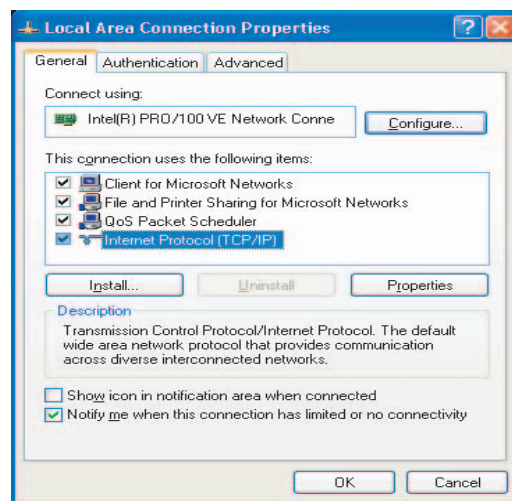 Local Area Connection Properties
General Authentication Advanced
Connect using:
Intel(R) PRO/100 VE Network Conne Configure...
This connection uses the following items:
Client for Microsoft Networks
File and Printer Sharing for Microsoft Networks
QoS Packet Scheduler
Internet Protocol (TCP/IP)
Install... Uninstall Properties
Description
Transmission Control Protocol/Internet Protocol. The default
wide area network protocol that provides communication
across diverse interconnected networks.
Show icon in notification area when connected
Notify me when this connection has limited or no connectivity
OK Cancel